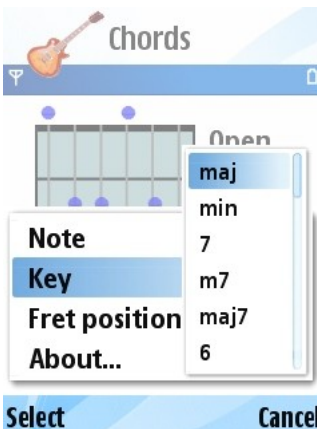 Chords
Open
maj
min
7
m7
maj7
6
Note
Key
Fret position
About...
Select
Cancel